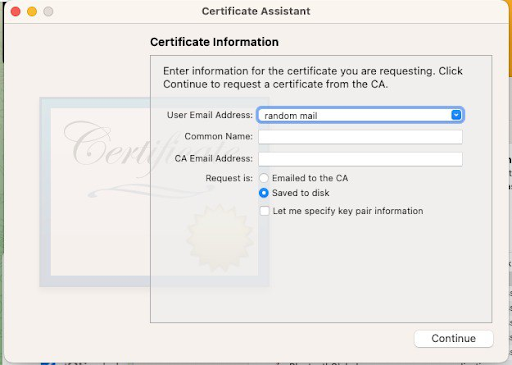 Certificate Assistant
Certificate Information
Enter information for the certificate you are requesting. Click
Continue to request a certificate from the CA.
User Email Address: random mail
Common Name:
CA Email Address:
Request is: Emailed to the CA
Saved to disk
Let me specify key pair information
Certificate
Continue